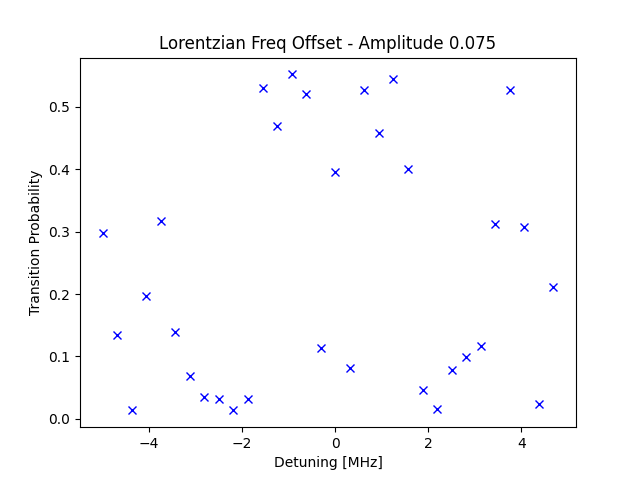 Lorentzian Freq Offset - Amplitude 0.075
Transition Probability
0.5
0.4
0.3
0.2
0.1
0.0
−4 −2 0 2 4
Detuning [MHz]